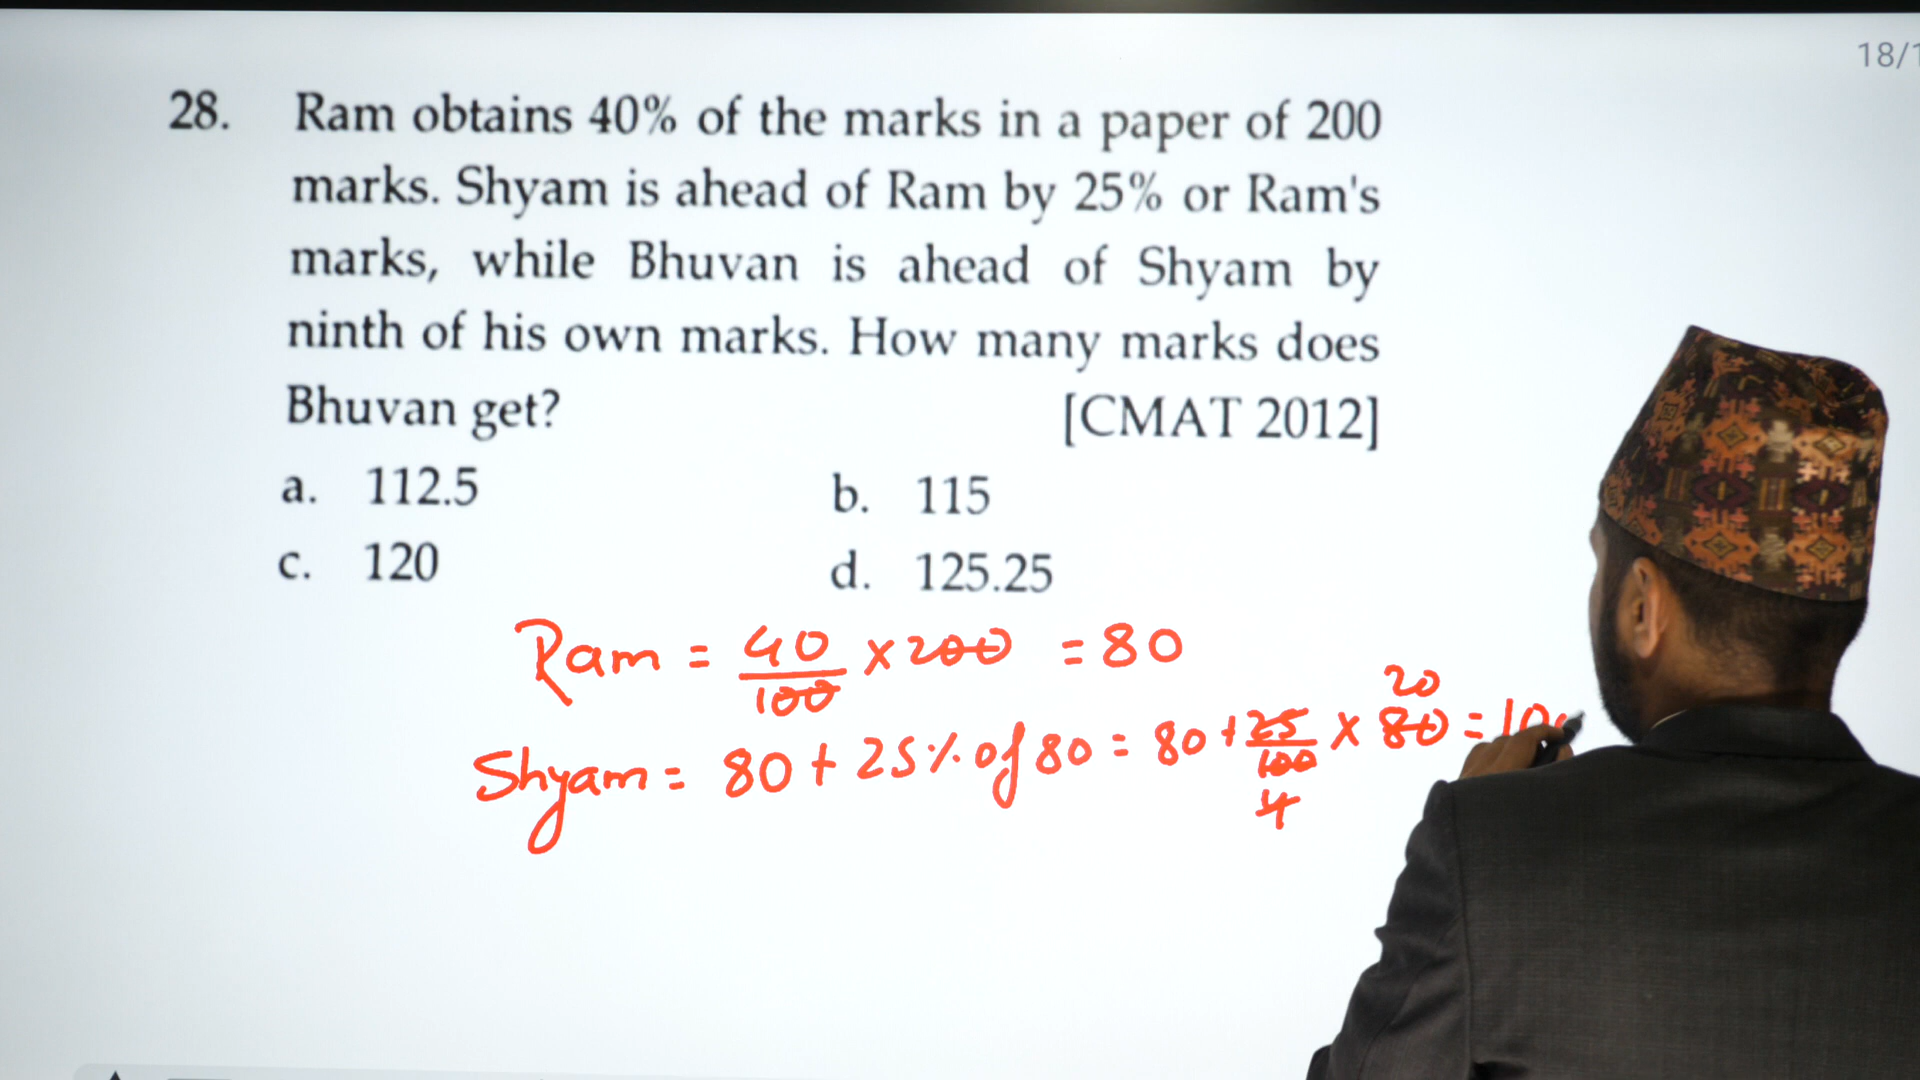 18/1
28. Ram obtains 40% of the marks in a paper of 200
marks. Shyam is ahead of Ram by 25% or Ram's
marks, while Bhuvan is ahead of Shyam by
ninth of his own marks. How many marks does
Bhuvan get? [CMAT 2012]
a. 112.5 b. 115
c. 120 d. 125.25
Ram = 40/100 × 200 = 80
20
Shyam = 80 + 25% of 80 = 80 + 25/100 × 80 = 100
4